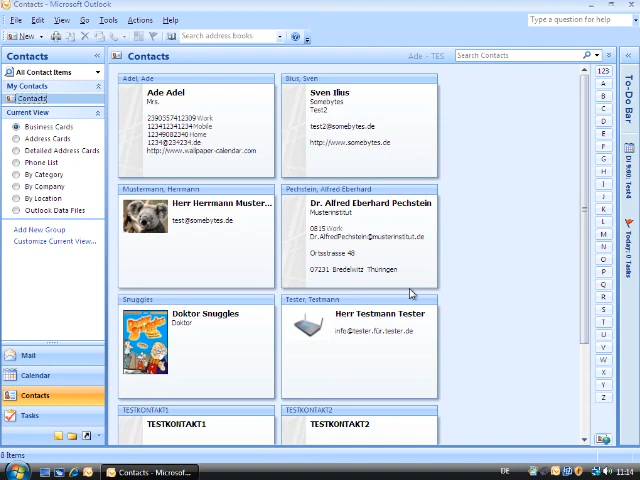 Contacts - Microsoft Outlook
File Edit View Go Tools Actions Help
Type a question for help
New
Search address books
Contacts
All Contact Items
My Contacts
Contacts
Current View
Business Cards
Address Cards
Detailed Address Cards
Phone List
By Category
By Company
By Location
Outlook Data Files
Add New Group
Customize Current View...
Mail
Calendar
Contacts
Tasks
Contacts
Ade - TES
Search Contacts
Adel, Ade
Ade Adel
Mrs.
2390357412309 Work
123412341234 Mobile
12349082340 Home
1234@234234.de
http://www.wallpaper-calendar.com
Ilius, Sven
Sven Ilius
Somebytes
Test2
test2@somebytes.de
http://www.somebytes.de
Mustermann, Herrmann
Herr Herrmann Muster...
test@somebytes.de
Pechstein, Alfred Eberhard
Dr. Alfred Eberhard Pechstein
Musterinstitut
0815 Work
Dr.AlfredPechstein@musterinstitut.de
Ortsstrasse 48
07231 Bredelwitz Thüringen
Snuggles
Doktor Snuggles
Doktor
Tester, Testmann
Herr Testmann Tester
info@tester.für.tester.de
TESTKONTAKT1
TESTKONTAKT1
TESTKONTAKT2
TESTKONTAKT2
123
A
B
C
D
E
F
G
H
I
J
K
L
M
N
O
P
Q
R
S
T
U
V
W
X
Y
Z
To-Do Bar
Di 9:00: Test4
Today: 0 Tasks
8 Items
Contacts - Microsof...
DE
11:14